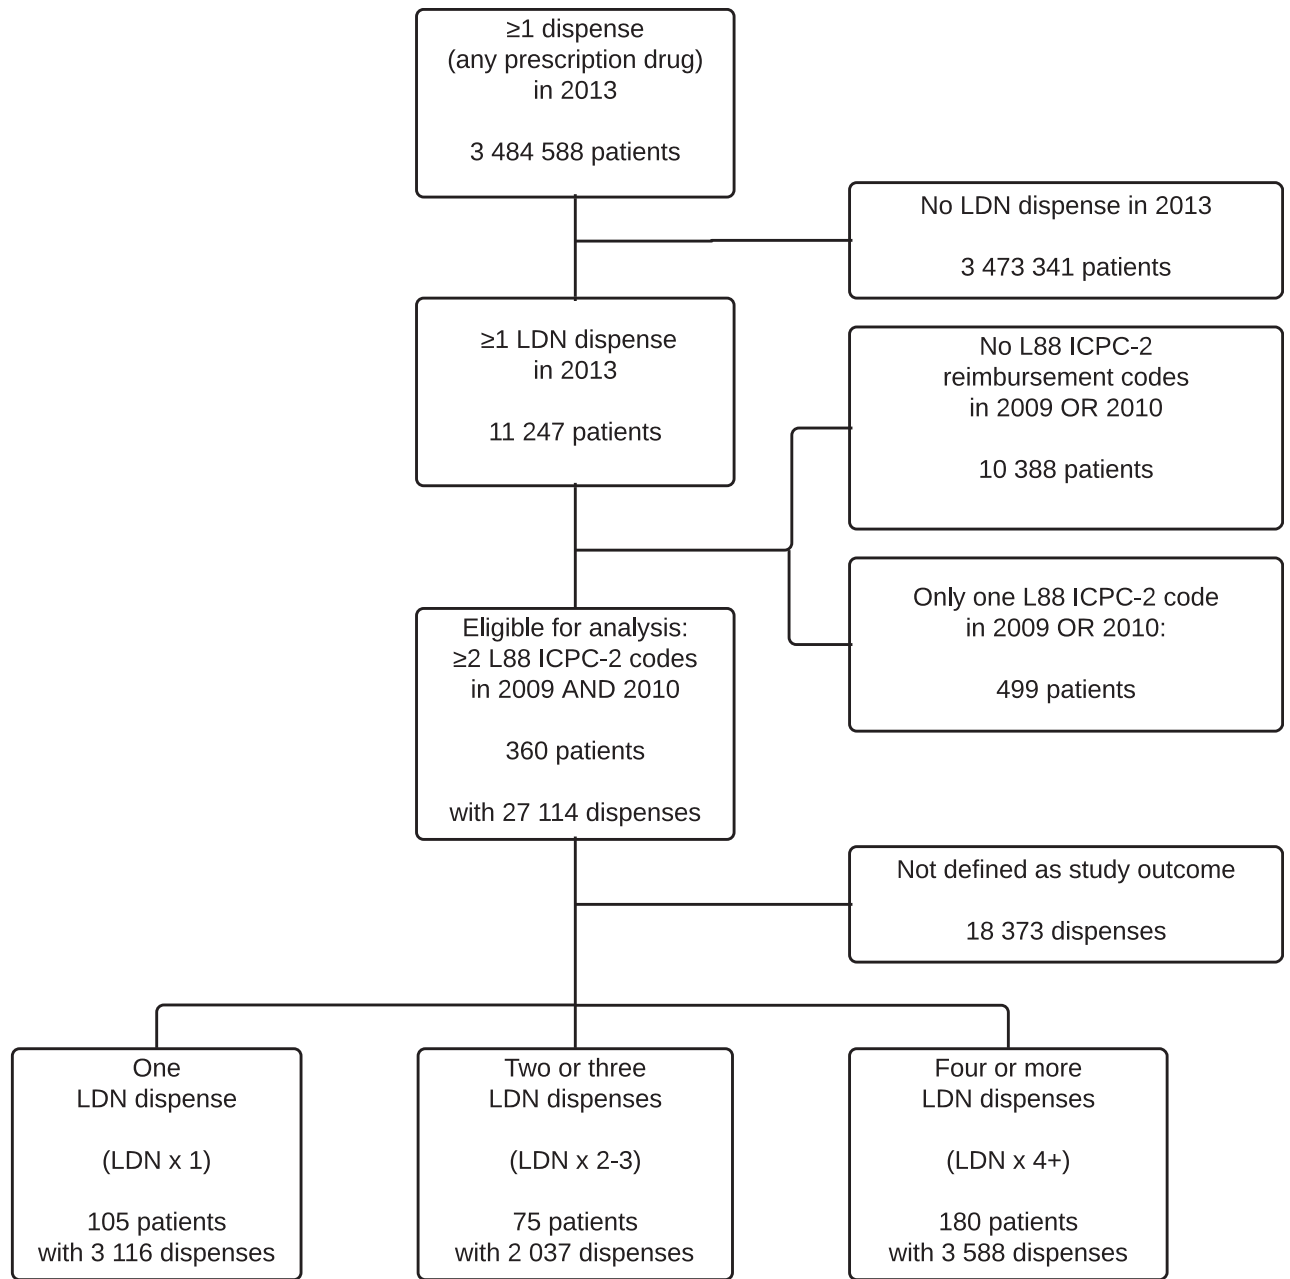 ≥1 dispense
(any prescription drug)
in 2013
3 484 588 patients
No LDN dispense in 2013
3 473 341 patients
≥1 LDN dispense
in 2013
11 247 patients
No L88 ICPC-2
reimbursement codes
in 2009 OR 2010
10 388 patients
Only one L88 ICPC-2 code
in 2009 OR 2010:
499 patients
Eligible for analysis:
≥2 L88 ICPC-2 codes
in 2009 AND 2010
360 patients
with 27 114 dispenses
Not defined as study outcome
18 373 dispenses
One
LDN dispense
(LDN x 1)
105 patients
with 3 116 dispenses
Two or three
LDN dispenses
(LDN x 2-3)
75 patients
with 2 037 dispenses
Four or more
LDN dispenses
(LDN x 4+)
180 patients
with 3 588 dispenses